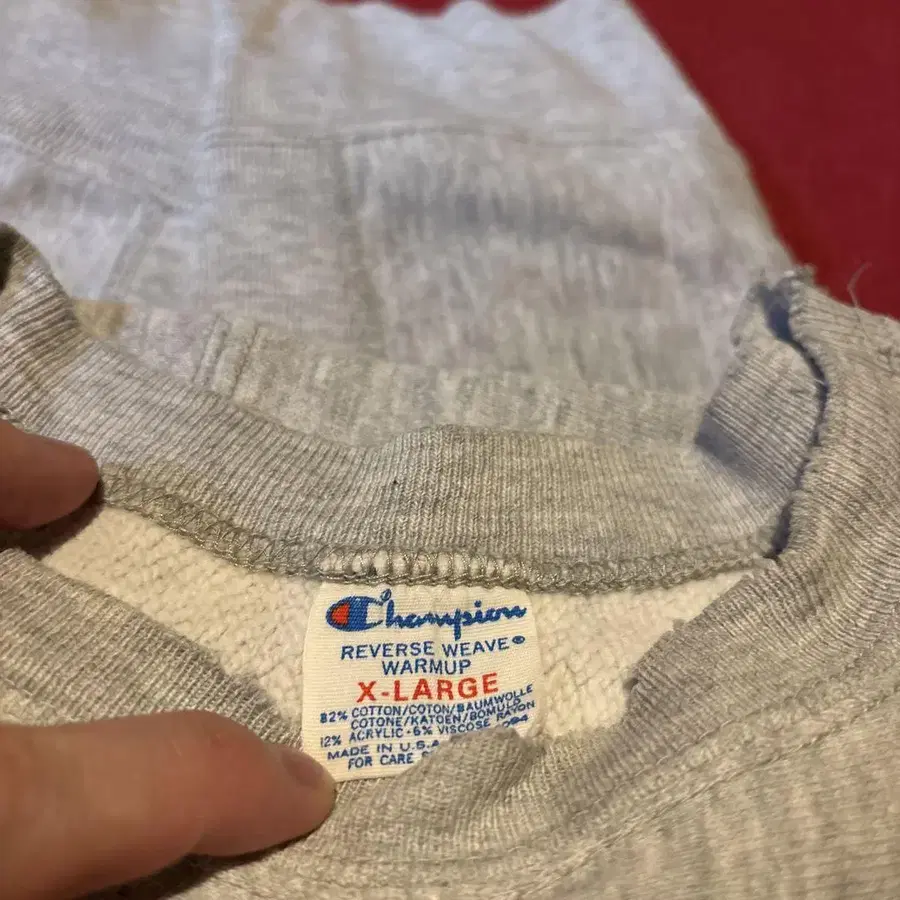 Champion
REVERSE WEAVE®
WARMUP
X-LARGE
82% COTTON/COTON/BAUMWOLLE
COTONE/KATOEN/BOMULD
12% ACRYLIC·6% VISCOSE RAYON
MADE IN U.S.A.
FOR CARE